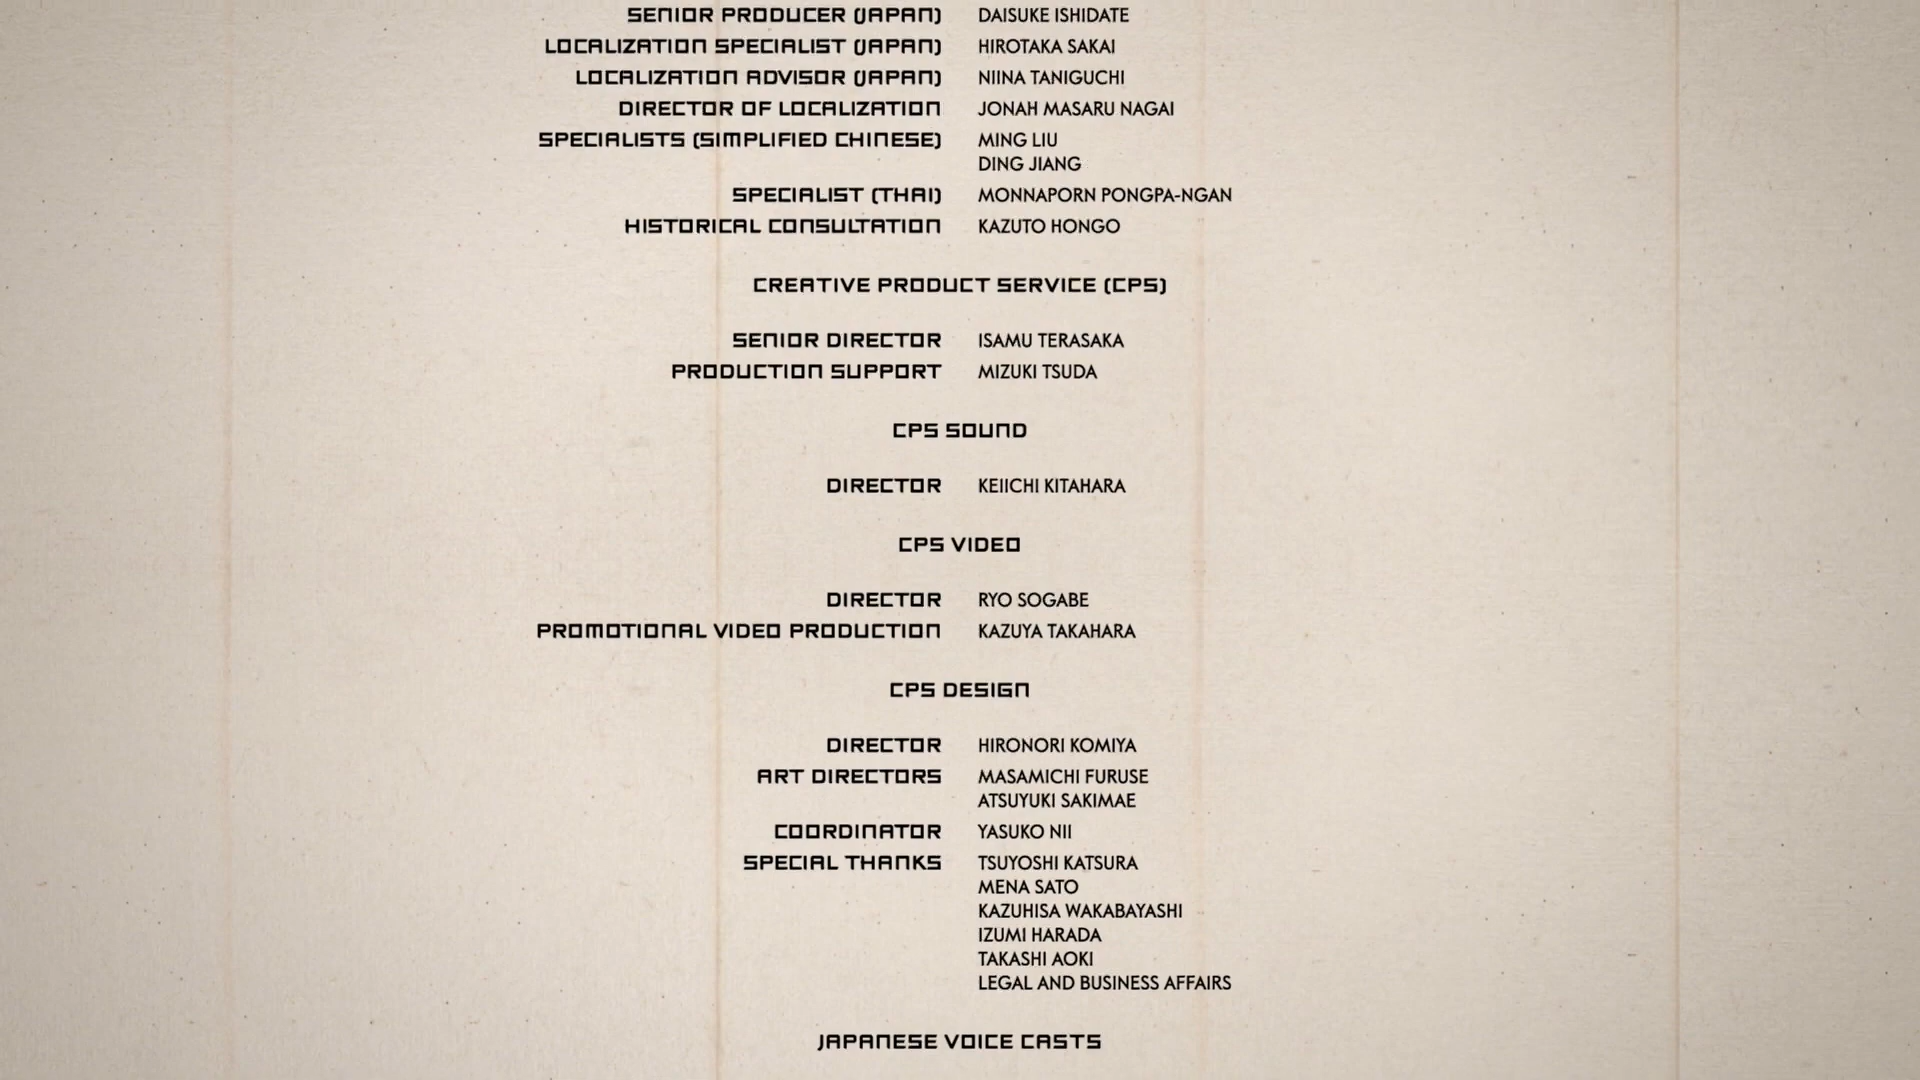 SENIOR PRODUCER (JAPAN) DAISUKE ISHIDATE
LOCALIZATION SPECIALIST (JAPAN) HIROTAKA SAKAI
LOCALIZATION ADVISOR (JAPAN) NIINA TANIGUCHI
DIRECTOR OF LOCALIZATION JONAH MASARU NAGAI
SPECIALISTS (SIMPLIFIED CHINESE) MING LIU
DING JIANG
SPECIALIST (THAI) MONNAPORN PONGPA-NGAN
HISTORICAL CONSULTATION KAZUTO HONGO
CREATIVE PRODUCT SERVICE (CPS)
SENIOR DIRECTOR ISAMU TERASAKA
PRODUCTION SUPPORT MIZUKI TSUDA
CPS SOUND
DIRECTOR KEIICHI KITAHARA
CPS VIDEO
DIRECTOR RYO SOGABE
PROMOTIONAL VIDEO PRODUCTION KAZUYA TAKAHARA
CPS DESIGN
DIRECTOR HIRONORI KOMIYA
ART DIRECTORS MASAMICHI FURUSE
ATSUYUKI SAKIMAE
COORDINATOR YASUKO NII
SPECIAL THANKS TSUYOSHI KATSURA
MENA SATO
KAZUHISA WAKABAYASHI
IZUMI HARADA
TAKASHI AOKI
LEGAL AND BUSINESS AFFAIRS
JAPANESE VOICE CASTS